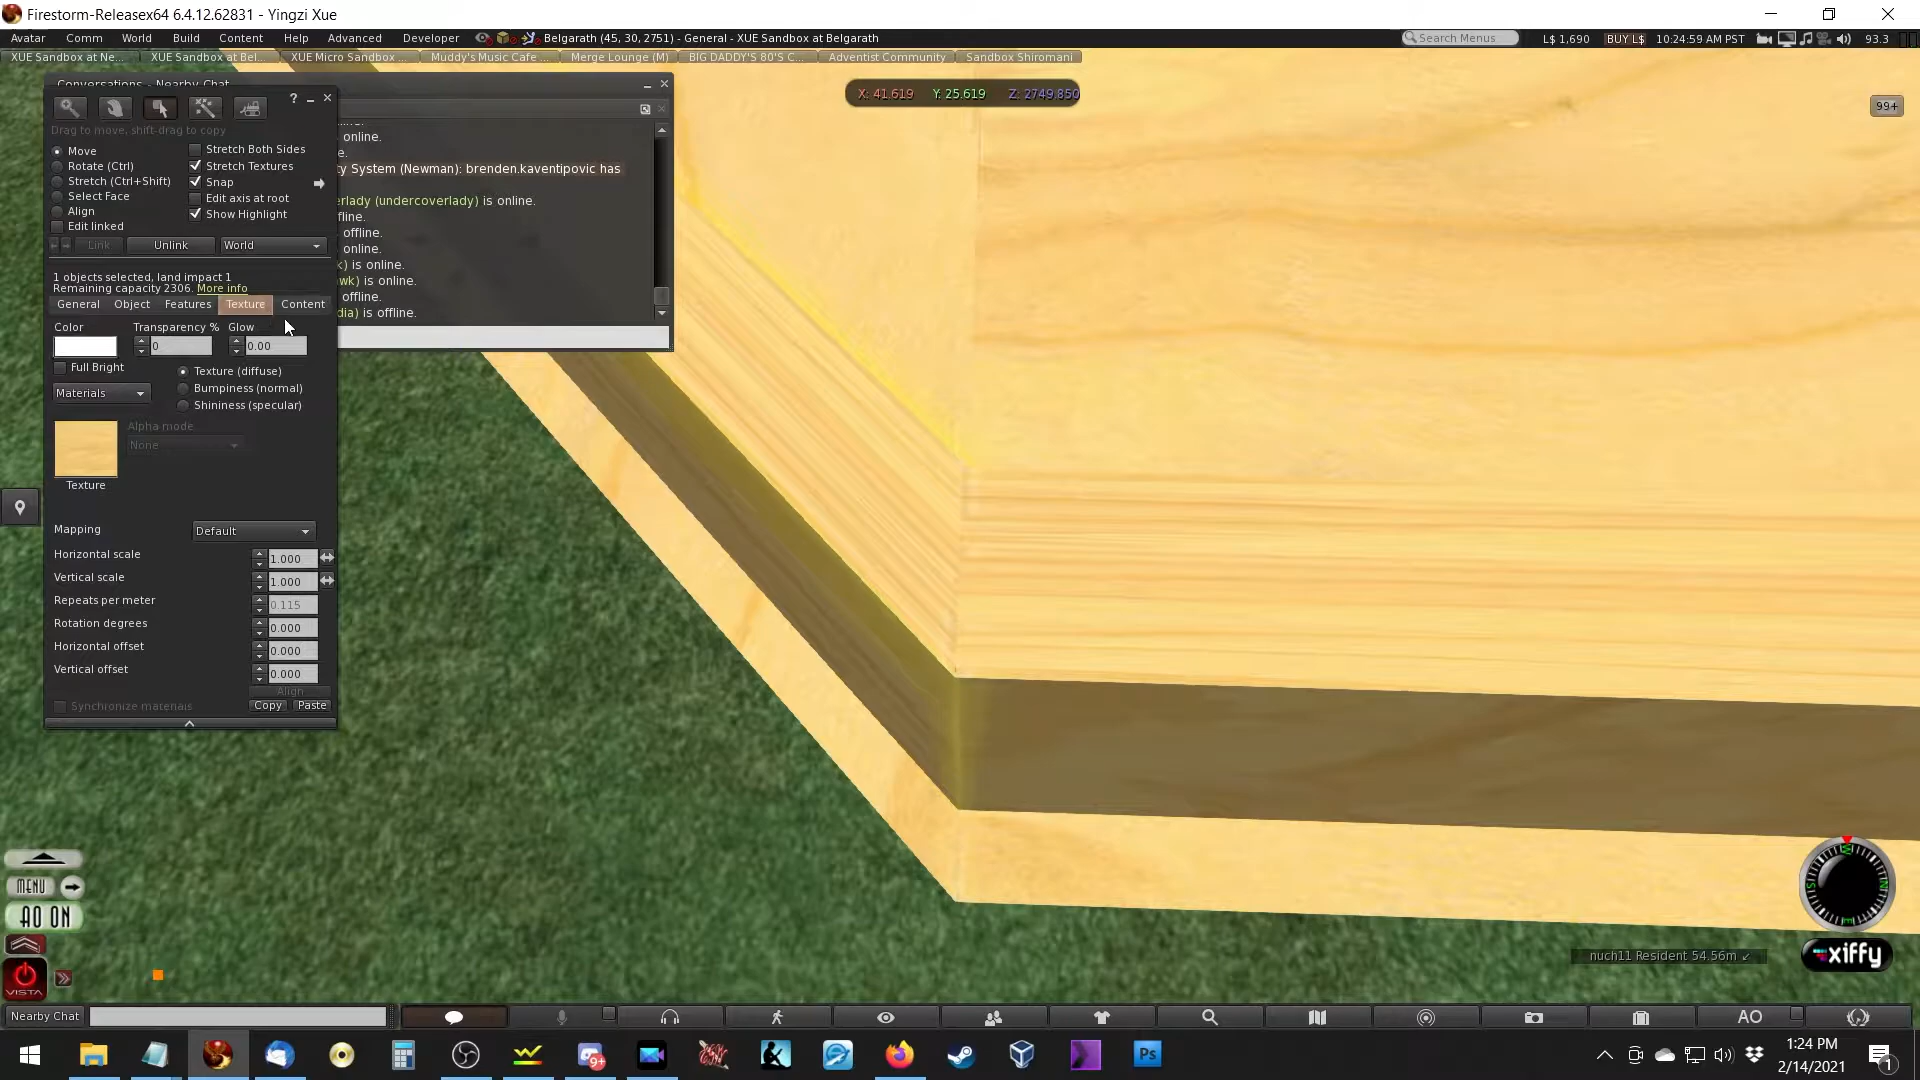 Firestorm-Releasex64 6.4.12.62831 - Yingzi Xue
Avatar Comm World Build Content Help Advanced Developer Belgarath (45, 30, 2751) - General - XUE Sandbox at Belgarath
Search Menus L$ 1,690 BUY L$ 10:24:59 AM PST 93.3
XUE Sandbox at Ne... XUE Sandbox at Bel... XUE Micro Sandbox ... Muddy's Music Cafe ... Merge Lounge (M) BIG DADDY'S 80'S C... Adventist Community Sandbox Shiromani
Conversations - Nearby Chat
X: 41.619 Y: 25.619 Z: 2749.850
99+
Drag to move, shift-drag to copy
Move
Rotate (Ctrl)
Stretch (Ctrl+Shift)
Select Face
Align
Edit linked
Stretch Both Sides
Stretch Textures
Snap
Edit axis at root
Show Highlight
Link Unlink World
1 objects selected, land impact 1
Remaining capacity 2306. More info
General Object Features Texture Content
Color Transparency % Glow
0 0.00
Full Bright
Materials
Texture (diffuse)
Bumpiness (normal)
Shininess (specular)
Alpha mode
None
Texture
Mapping Default
Horizontal scale 1.000
Vertical scale 1.000
Repeats per meter 0.115
Rotation degrees 0.000
Horizontal offset 0.000
Vertical offset 0.000
Align
Synchronize materials Copy Paste
online.
e.
ty System (Newman): brenden.kaventipovic has
erlady (undercoverlady) is online.
fline.
offline.
online.
k) is online.
wk) is online.
offline.
dia) is offline.
MENU
AO ON
VISTA
nuch11 Resident 54.56m
xiffy
Nearby Chat
AO
9+
Ps
1:24 PM
2/14/2021
1